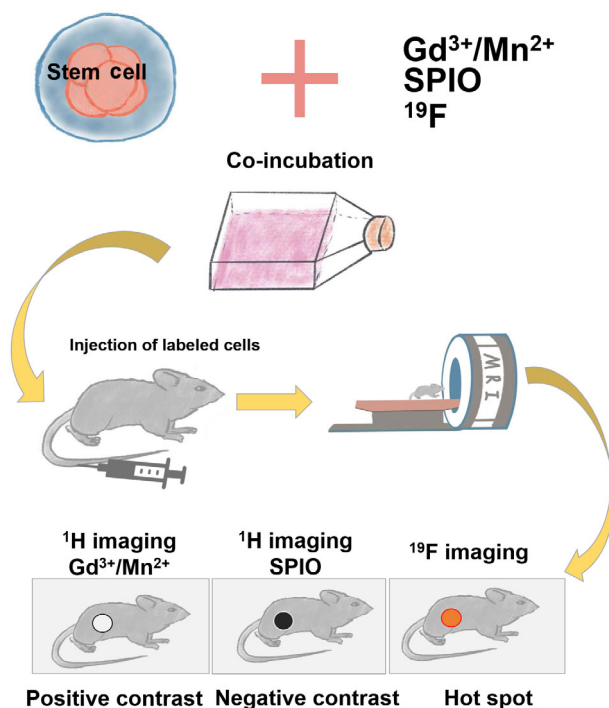 Stem cell
Gd³⁺/Mn²⁺
SPIO
¹⁹F
Co-incubation
Injection of labeled cells
MRI
¹H imaging
Gd³⁺/Mn²⁺
¹H imaging
SPIO
¹⁹F imaging
Positive contrast
Negative contrast
Hot spot